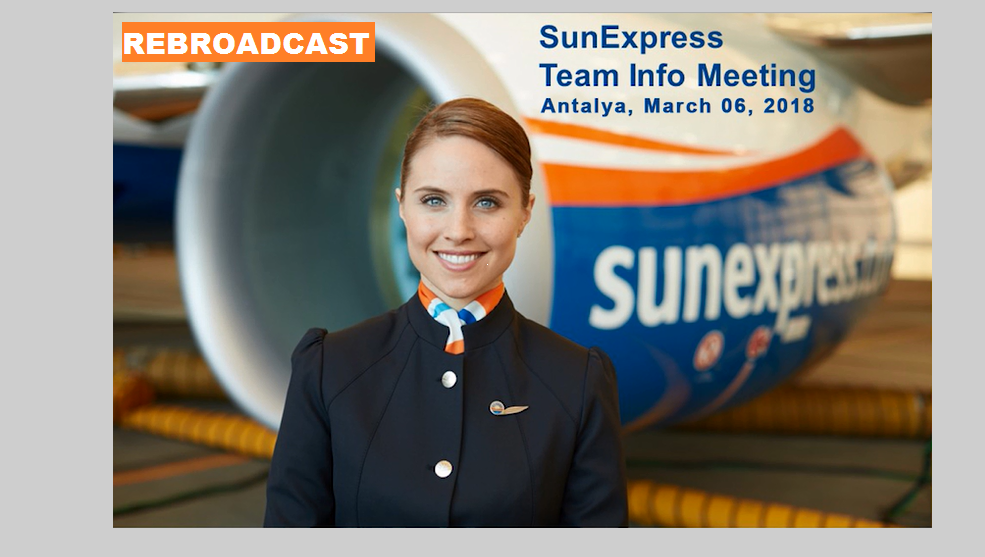 REBROADCAST
SunExpress
Team Info Meeting
Antalya, March 06, 2018
sunexpress